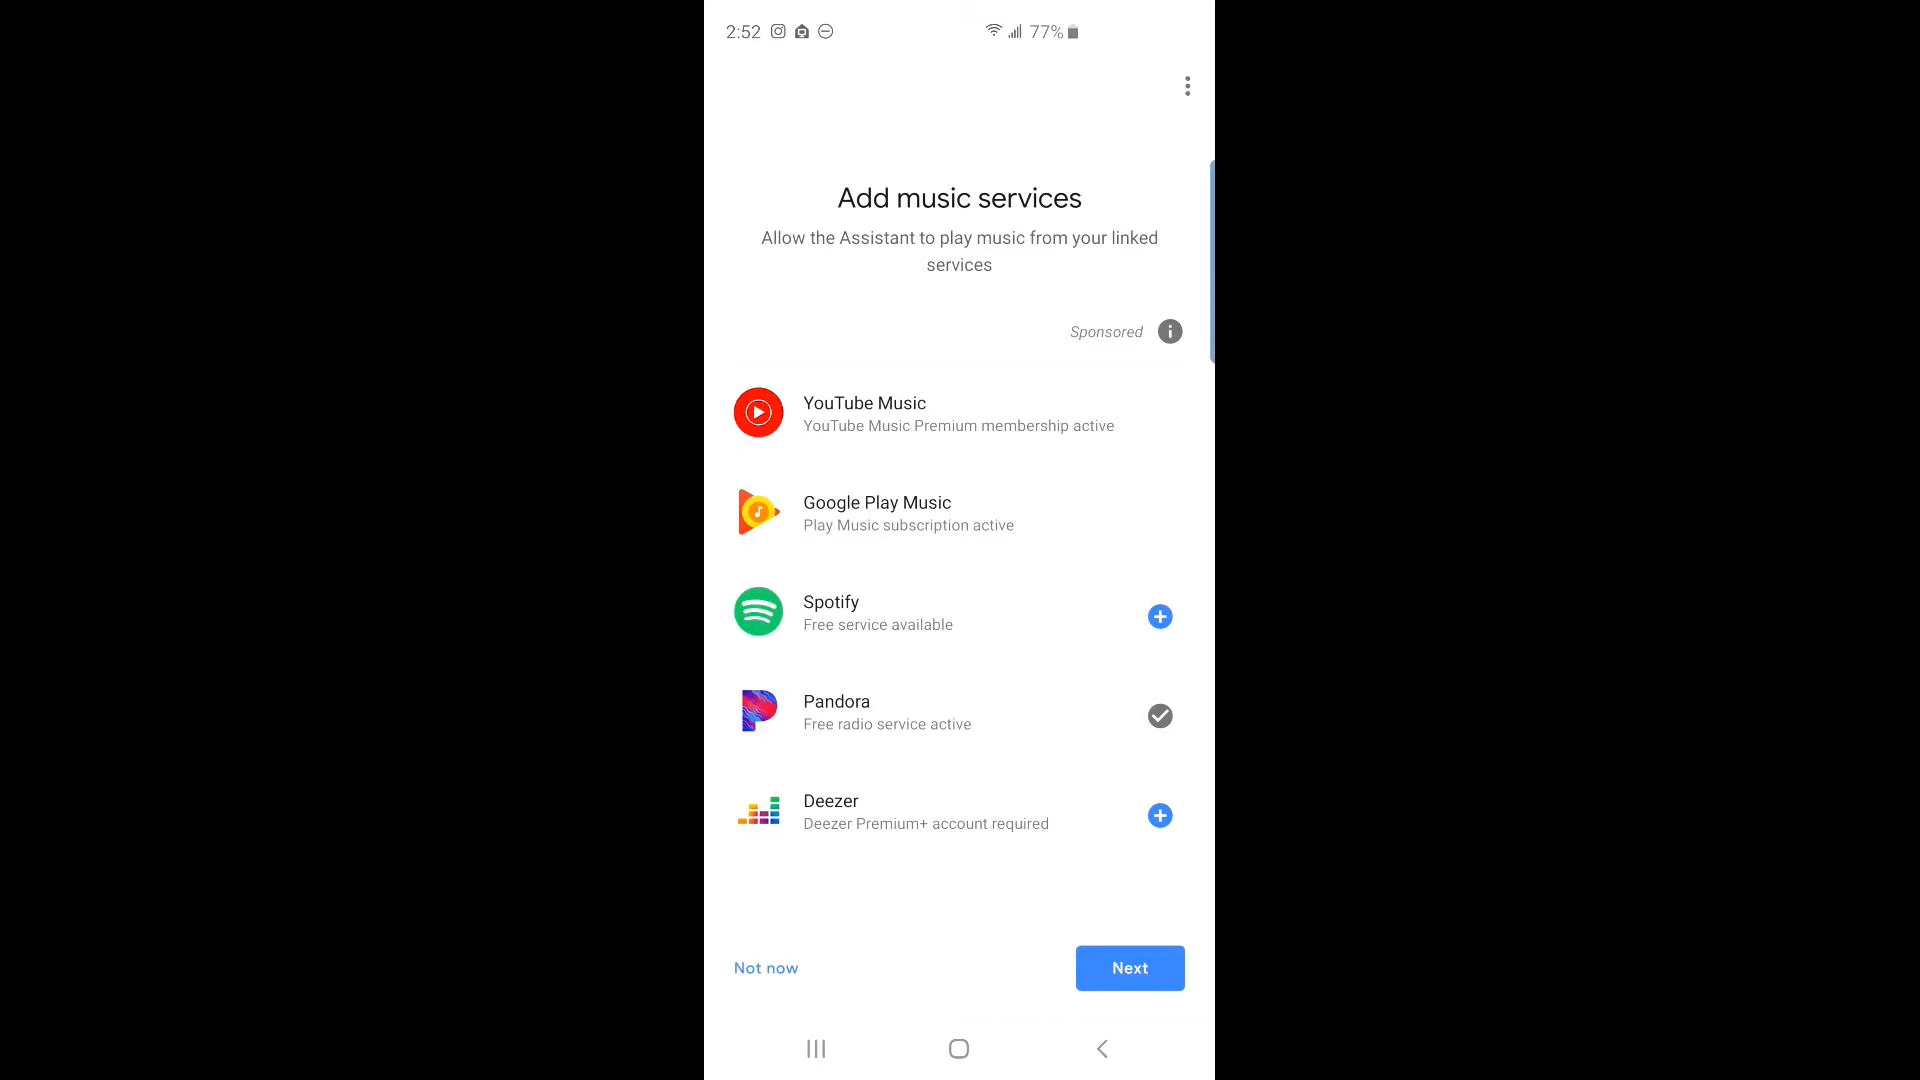 2:52 77%
Add music services
Allow the Assistant to play music from your linked
services
Sponsored
YouTube Music
YouTube Music Premium membership active
Google Play Music
Play Music subscription active
Spotify
Free service available
Pandora
Free radio service active
Deezer
Deezer Premium+ account required
Not now
Next